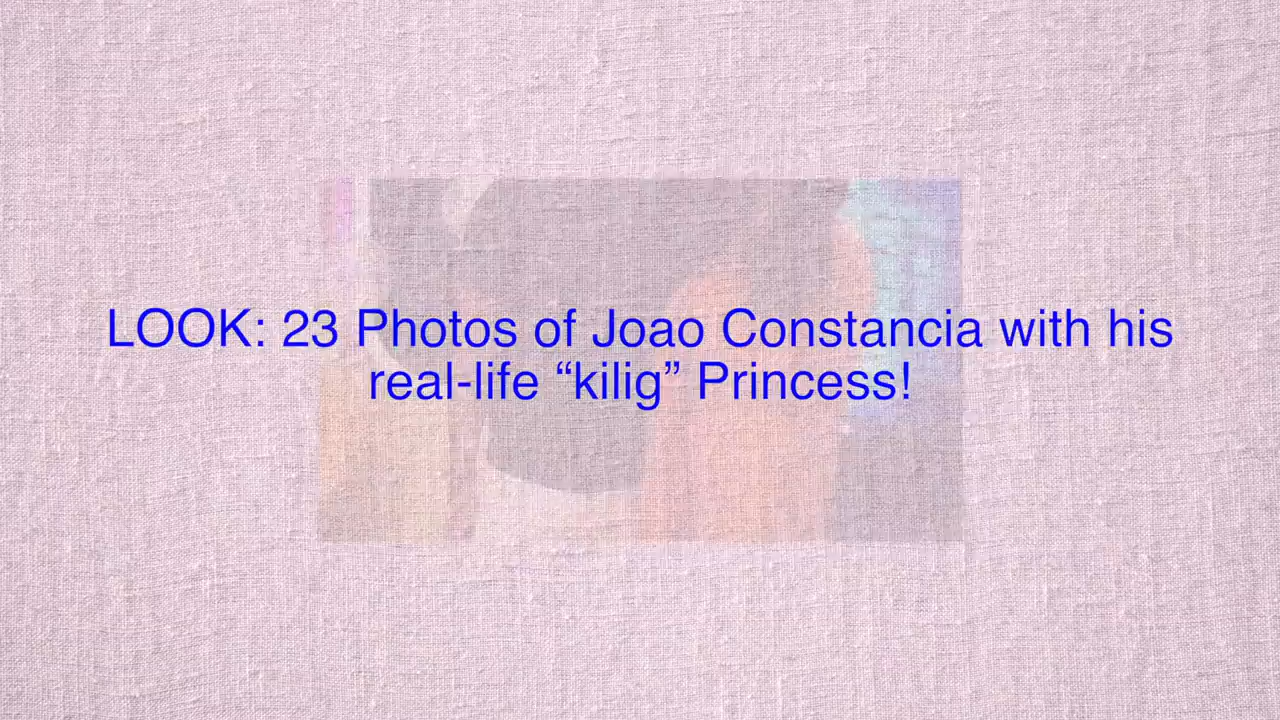 LOOK: 23 Photos of Joao Constancia with his
real-life “kilig” Princess!